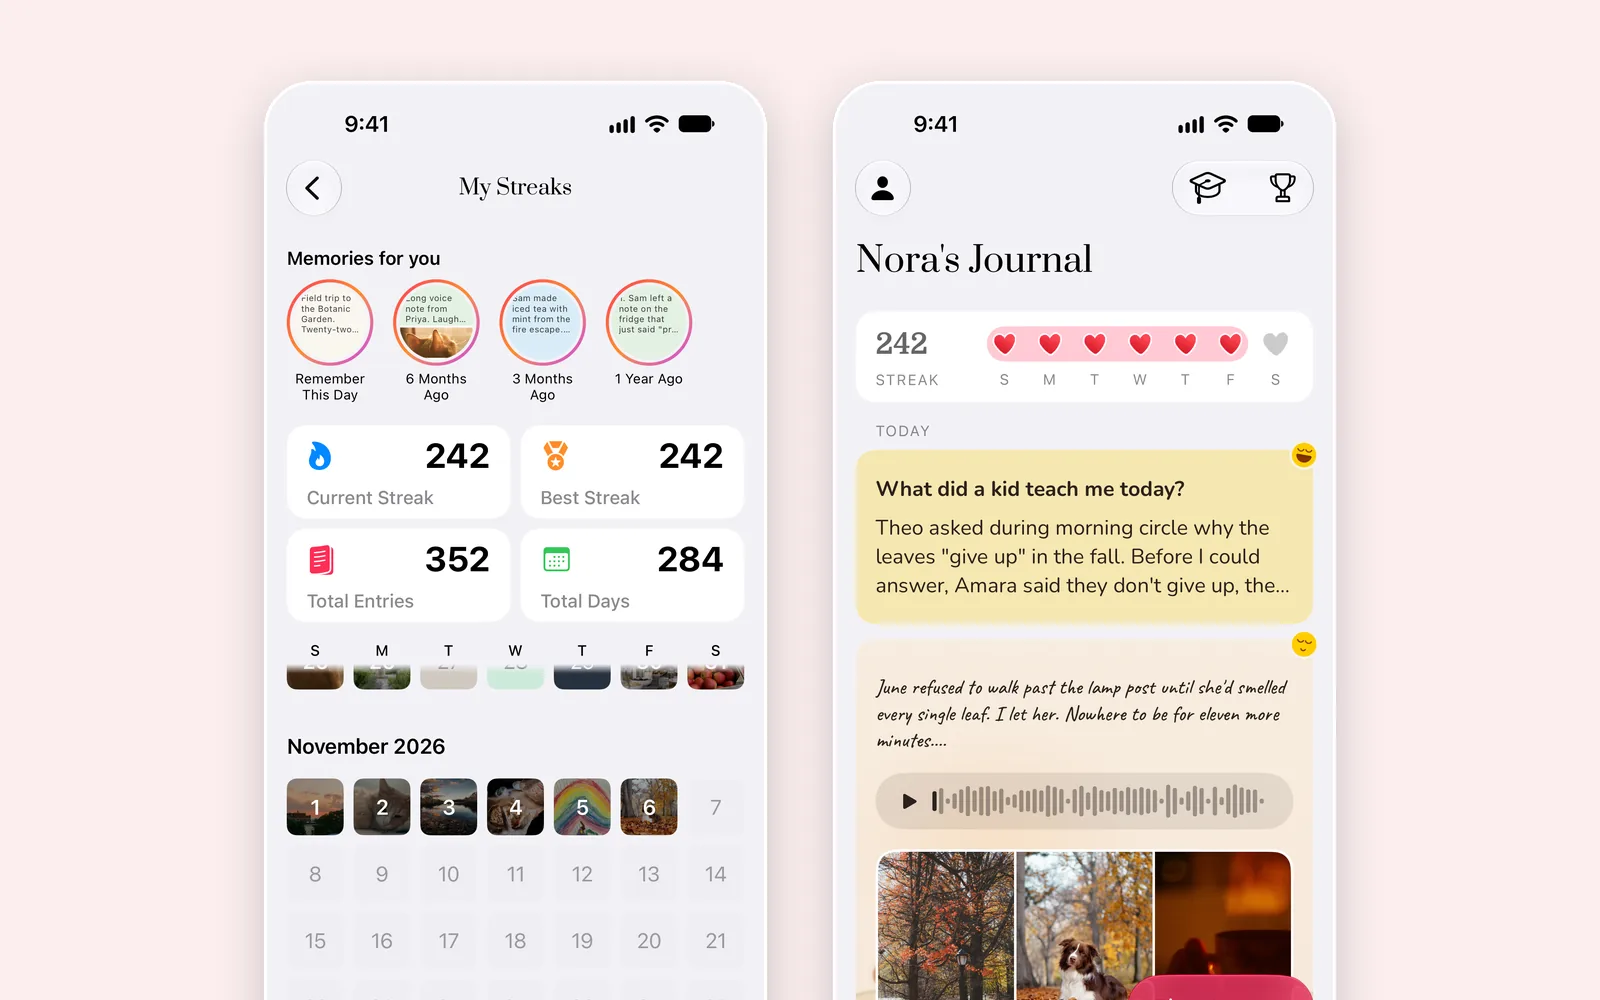 9:41
My Streaks
Memories for you
Field trip to
the Botanic
Garden.
Twenty-two...
Long voice
note from
Priya. Laugh...
Sam made
iced tea with
mint from the
fire escape....
1. Sam left a
note on the
fridge that
just said "pr...
Remember
This Day
6 Months
Ago
3 Months
Ago
1 Year Ago
242
Current Streak
242
Best Streak
352
Total Entries
284
Total Days
S M T W T F S
November 2026
1 2 3 4 5 6 7
8 9 10 11 12 13 14
15 16 17 18 19 20 21
9:41
Nora's Journal
242
STREAK
S M T W T F S
TODAY
What did a kid teach me today?
Theo asked during morning circle why the
leaves "give up" in the fall. Before I could
answer, Amara said they don't give up, the...
June refused to walk past the lamp post until she'd smelled
every single leaf. I let her. Nowhere to be for eleven more
minutes....